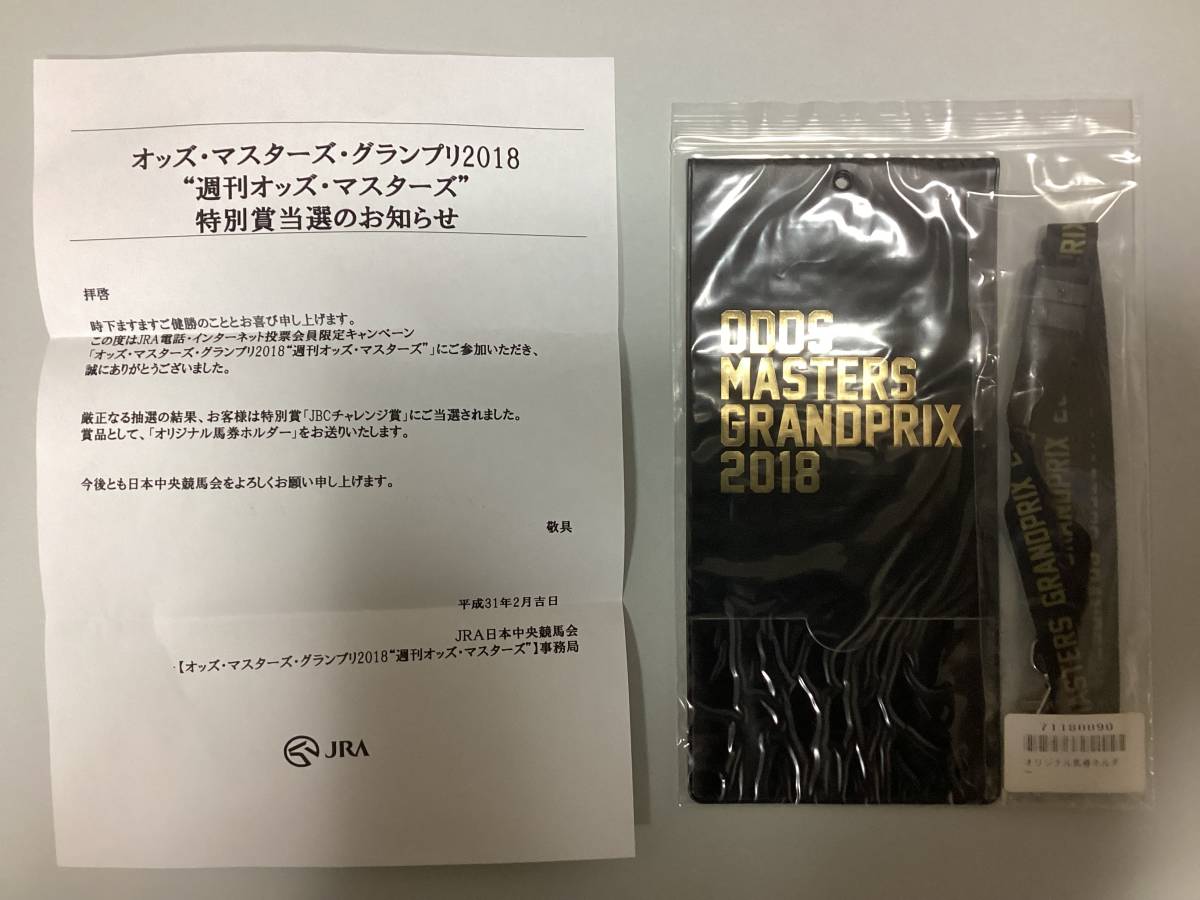 オッズ・マスターズ・グランプリ2018
“週刊オッズ・マスターズ”
特別賞当選のお知らせ
拝啓
時下ますますご健勝のこととお喜び申し上げます。
この度はJRA電話・インターネット投票会員限定キャンペーン
「オッズ・マスターズ・グランプリ2018“週刊オッズ・マスターズ”」にご参加いただき、
誠にありがとうございました。
厳正なる抽選の結果、お客様は特別賞「JBCチャレンジ賞」にご当選されました。
賞品として、「オリジナル馬券ホルダー」をお送りいたします。
今後とも日本中央競馬会をよろしくお願い申し上げます。
敬具
平成31年2月吉日
JRA日本中央競馬会
【オッズ・マスターズ・グランプリ2018“週刊オッズ・マスターズ”】事務局
JRA
ODDS
MASTERS
GRANDPRIX
2018
RIX
MASTERS GRANDPRIX
GRANDPRIX
71180890
オリジナル馬券ホルダ
ー